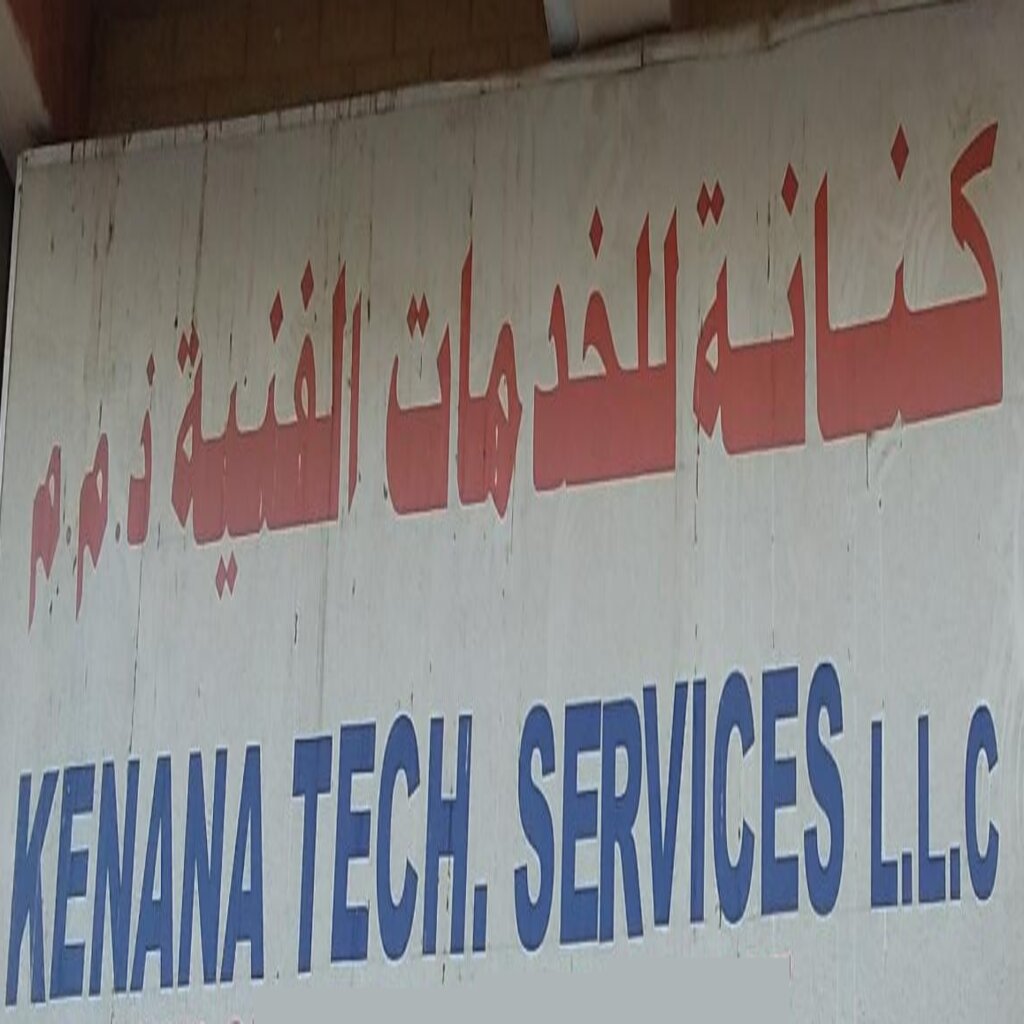 كنانة للخدمات الفنية ذ.م.م
KENANA TECH. SERVICES L.L.C